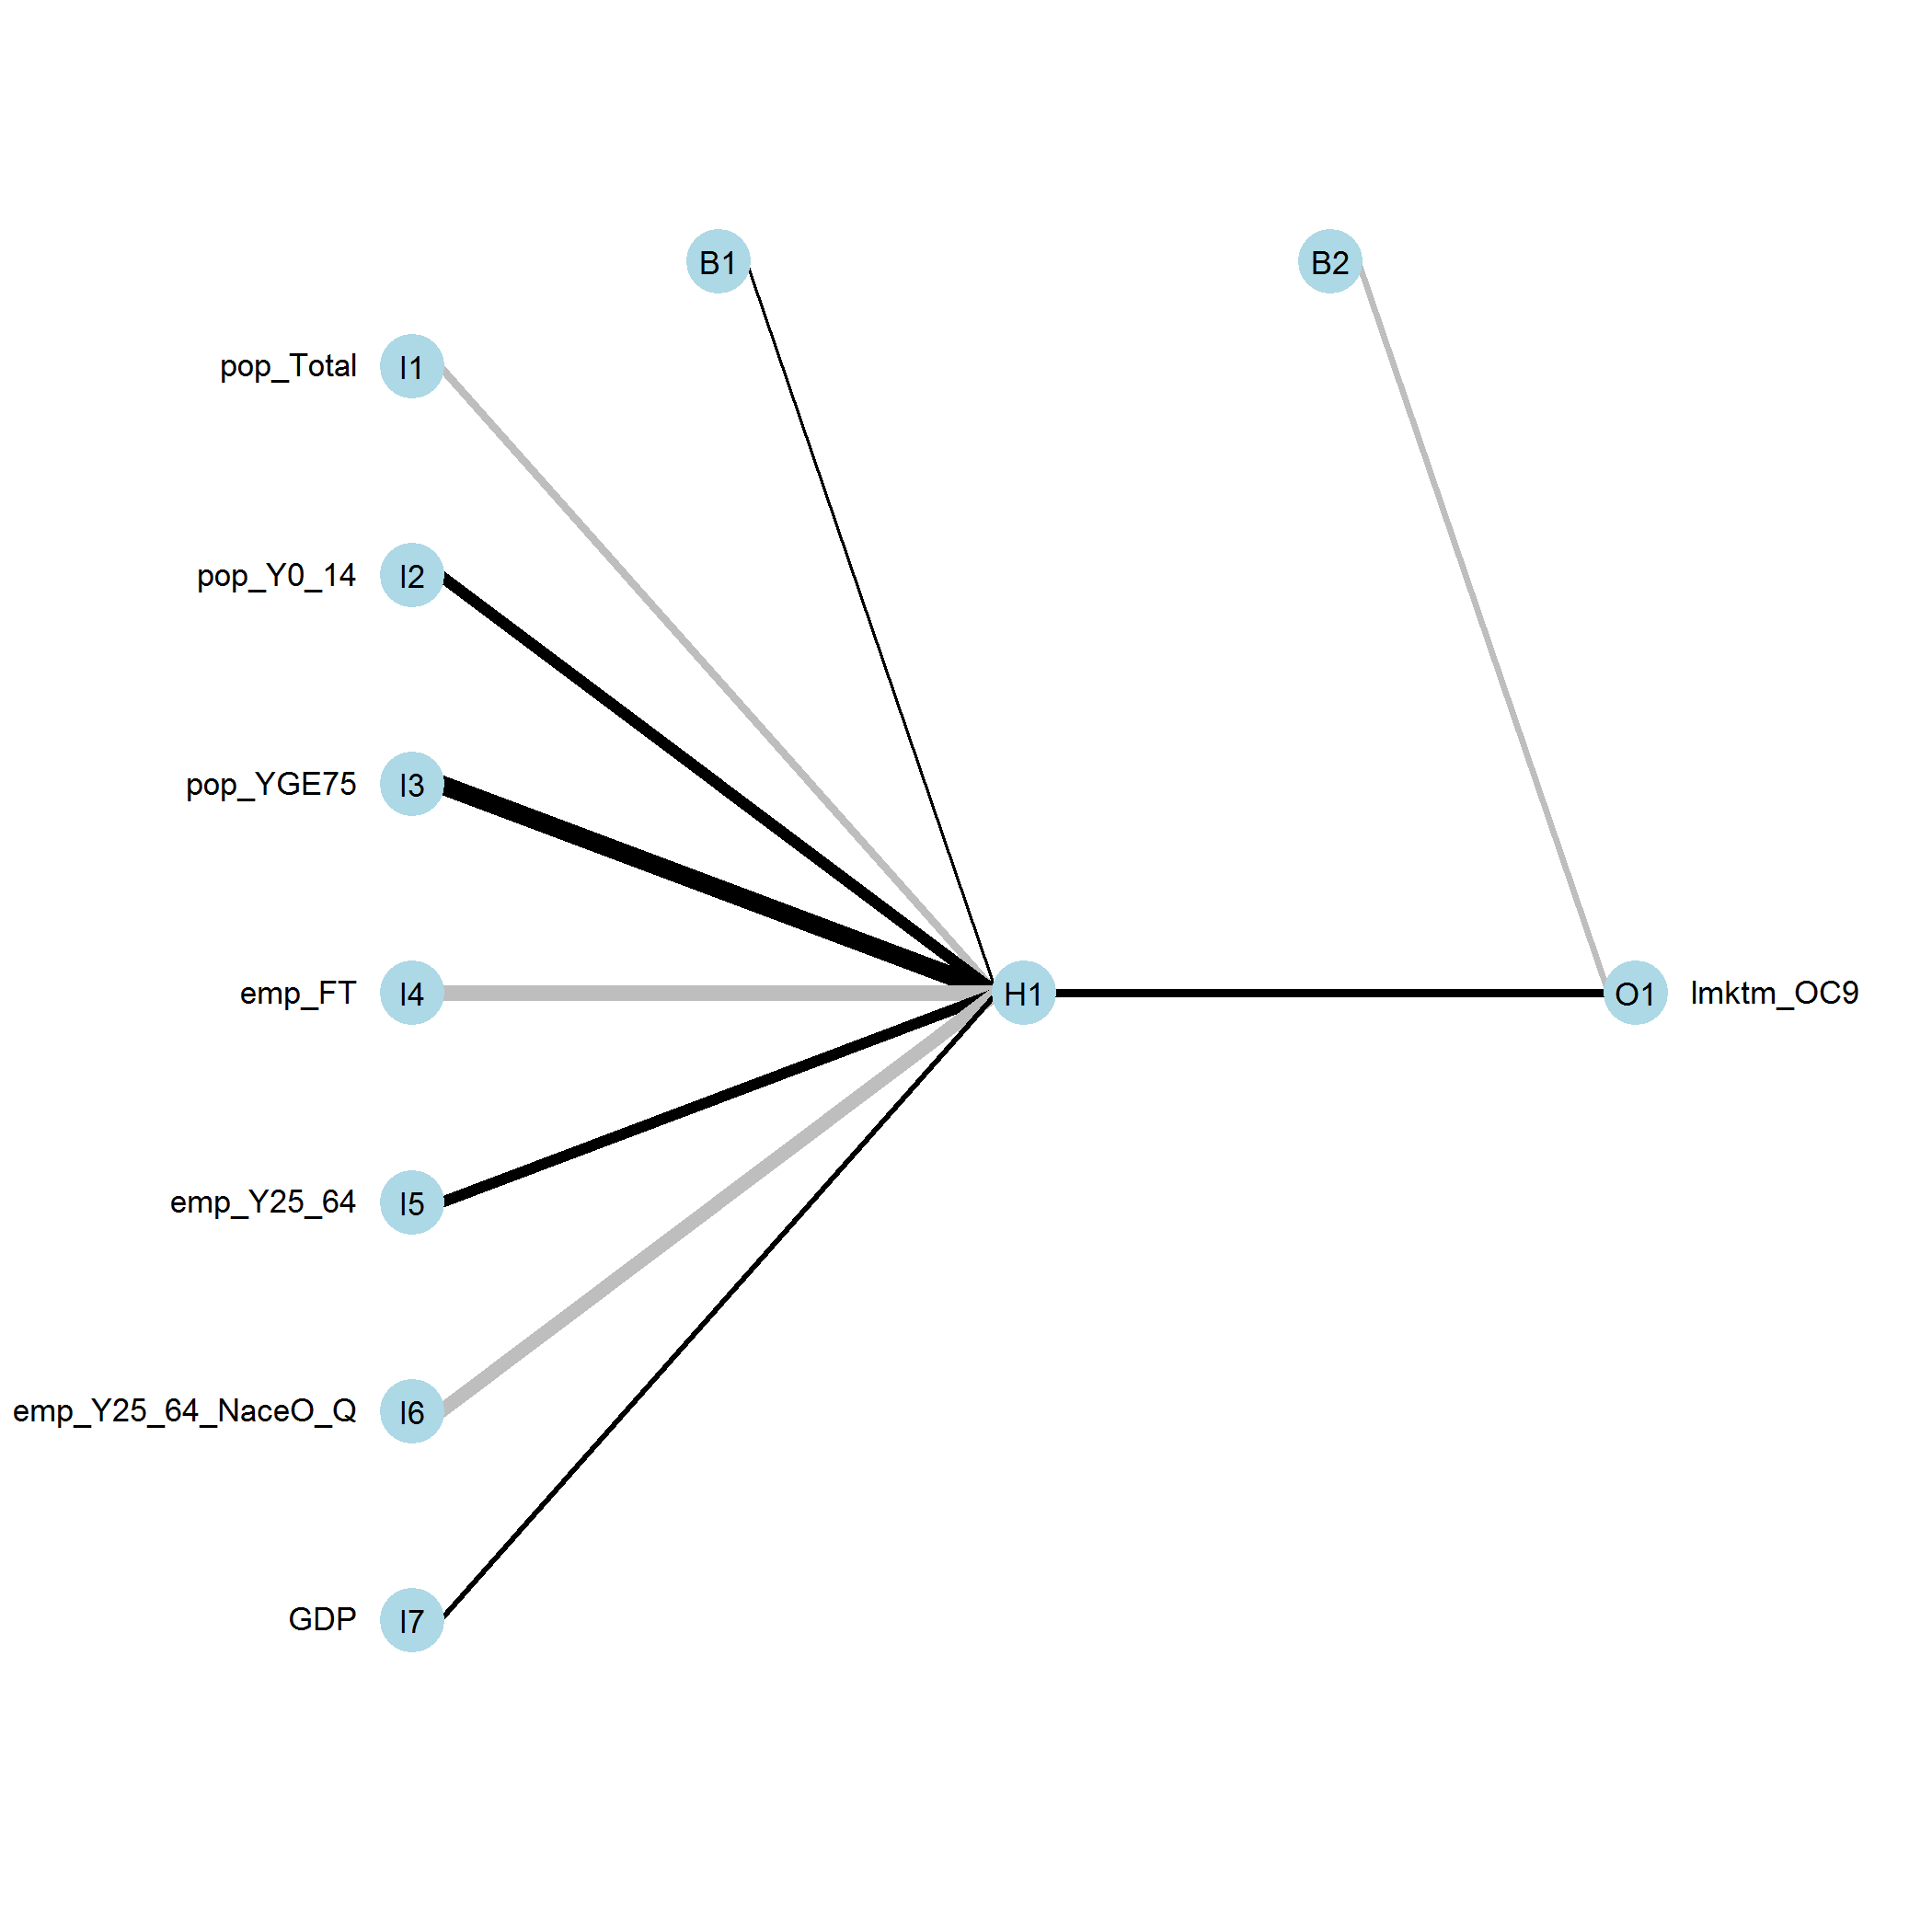 B1
B2
pop_Total I1
pop_Y0_14 I2
pop_YGE75 I3
emp_FT I4 H1 O1 lmktm_OC9
emp_Y25_64 I5
emp_Y25_64_NaceO_Q I6
GDP I7